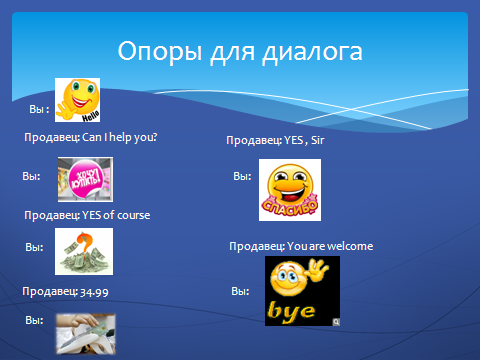 Опоры для диалога
Вы :
Hello
Продавец: Can I help you?
Вы:
ХОЧУ
КУПИТЬ!
Продавец: YES of course
Вы:
Продавец: 34.99
Вы:
Продавец: YES , Sir
Вы:
СПАСИБО
Продавец: You are welcome
Вы:
bye